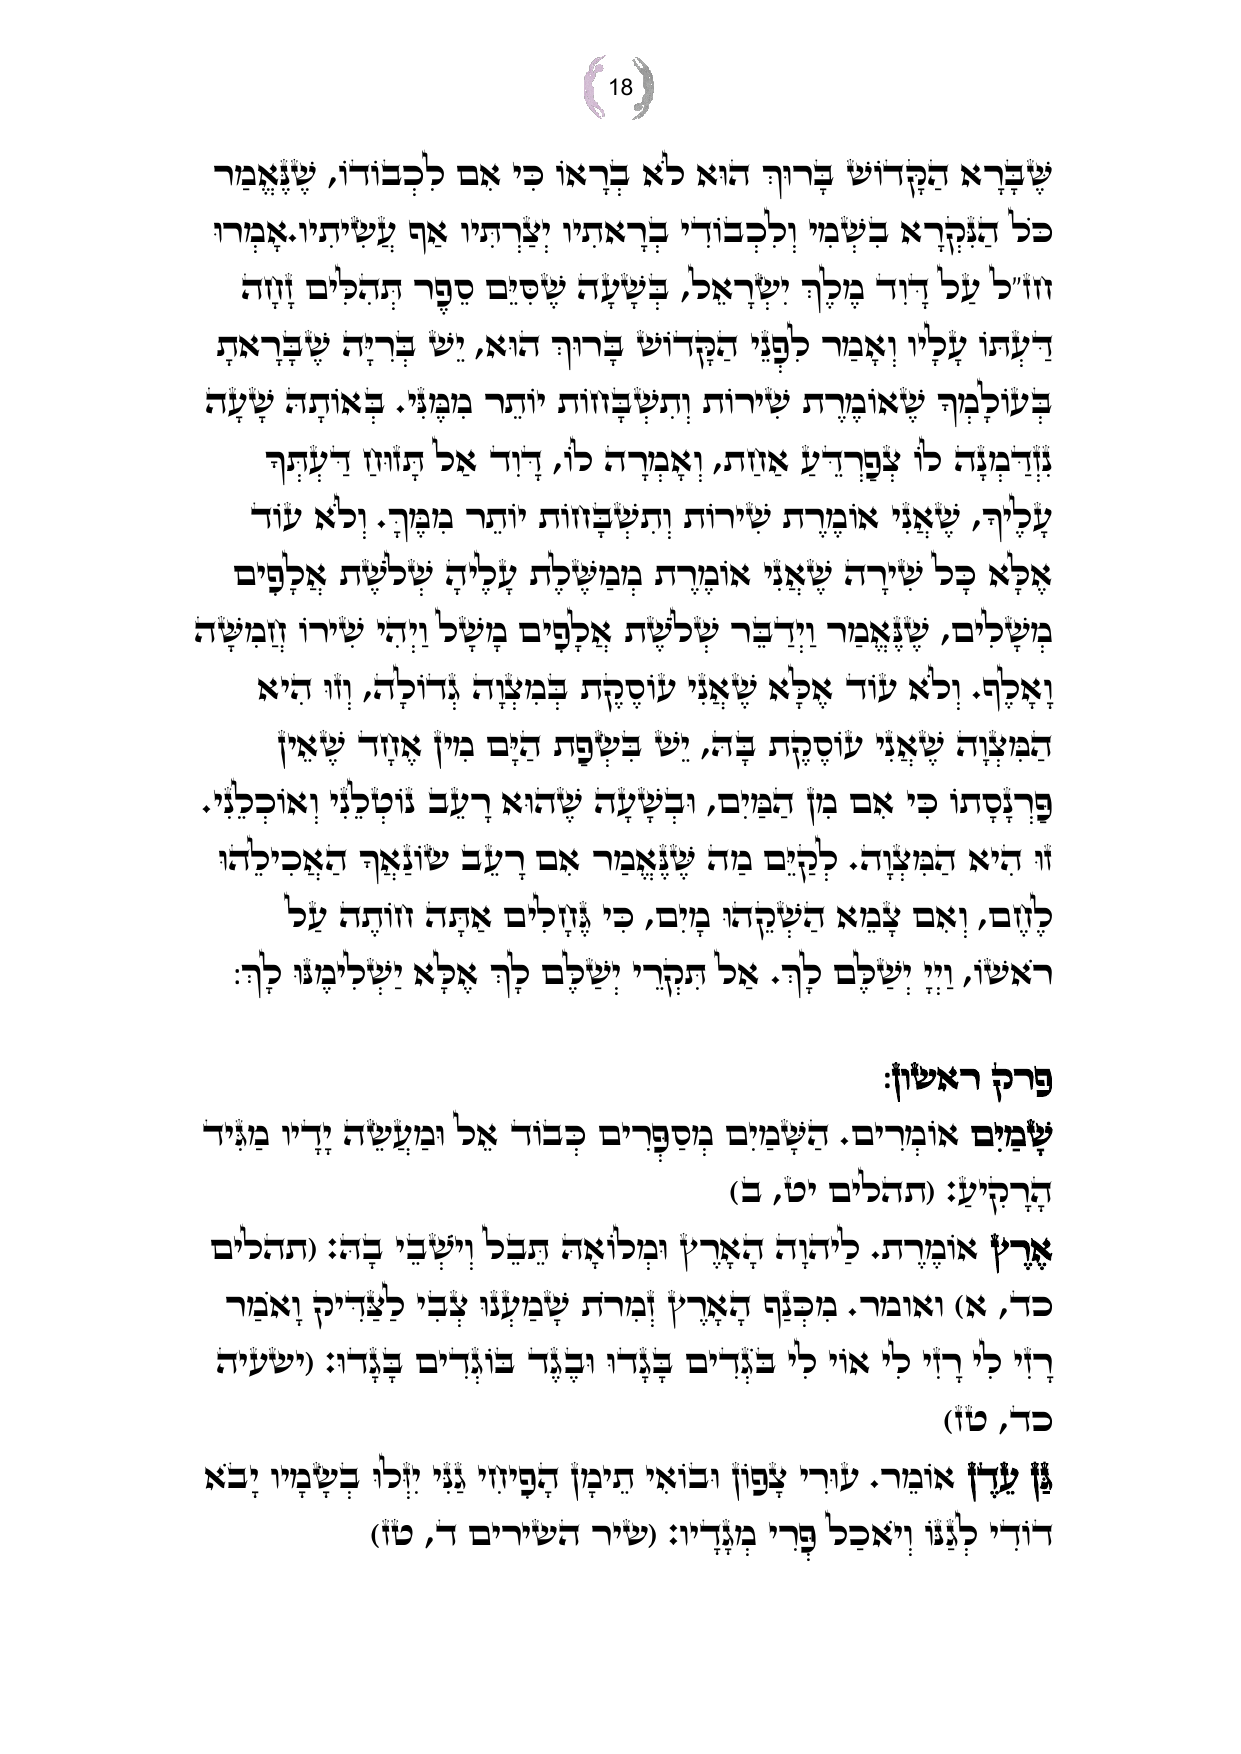 18
שֶּׁבָּרָא הַקָּדוֹשׁ בָּרוּךְ הוּא לֹא בְּרָאוֹ כִּי אִם לִכְבוֹדוֹ, שֶׁנֶּאֱמַר
כֹּל הַנִּקְרָא בִשְׁמִי וְלִכְבוֹדִי בְּרָאתִיו יְצַרְתִּיו אַף עֲשִׂיתִיו.אָמְרוּ
חז"ל עַל דָּוִד מֶלֶךְ יִשְׂרָאֵל, בְּשָׁעָה שֶׁסִּיֵּם סֵפֶר תְּהִלִּים זָחָה
דַּעְתּוֹ עָלָיו וְאָמַר לִפְנֵי הַקָּדוֹשׁ בָּרוּךְ הוּא, יֵשׁ בְּרִיָּה שֶׁבָּרָאתָ
בְּעוֹלָמְךָ שֶׁאוֹמֶרֶת שִׁירוֹת וְתִשְׁבָּחוֹת יוֹתֵר מִמֶּנִּי. בְּאוֹתָהּ שָׁעָה
נִזְדַּמְּנָה לוֹ צְפַרְדֵּעַ אַחַת, וְאָמְרָה לוֹ, דָּוִד אַל תָּזוּחַ דַּעְתְּךָ
עָלֶיךָ, שֶׁאֲנִי אוֹמֶרֶת שִׁירוֹת וְתִשְׁבָּחוֹת יוֹתֵר מִמֶּךָּ. וְלֹא עוֹד
אֶלָּא כָּל שִׁירָה שֶׁאֲנִי אוֹמֶרֶת מְמַשֶּׁלֶת עָלֶיהָ שְׁלֹשֶׁת אֲלָפִים
מְשָׁלִים, שֶׁנֶּאֱמַר וַיְדַבֵּר שְׁלֹשֶׁת אֲלָפִים מָשָׁל וַיְהִי שִׁירוֹ חֲמִשָּׁה
וָאָלֶף. וְלֹא עוֹד אֶלָּא שֶׁאֲנִי עוֹסֶקֶת בְּמִצְוָה גְּדוֹלָה, וְזוּ הִיא
הַמִּצְוָה שֶׁאֲנִי עוֹסֶקֶת בָּהּ, יֵשׁ בִּשְׂפַת הַיָּם מִין אֶחָד שֶׁאֵין
פַּרְנָסָתוֹ כִּי אִם מִן הַמַּיִם, וּבְשָׁעָה שֶׁהוּא רָעֵב נוֹטְלֵנִי וְאוֹכְלֵנִי.
זוּ הִיא הַמִּצְוָה. לְקַיֵּם מַה שֶּׁנֶּאֱמַר אִם רָעֵב שׂוֹנַאֲךָ הַאֲכִילֵהוּ
לֶחֶם, וְאִם צָמֵא הַשְׁקֵהוּ מָיִם, כִּי גֶּחָלִים אַתָּה חוֹתֶה עַל
רֹאשׁוֹ, וַיְיָ יְשַׁלֶּם לָךְ. אַל תִּקְרֵי יְשַׁלֶּם לָךְ אֶלָּא יַשְׁלִימֶנּוּ לָךְ:
פרק ראשון:
שָׁמַיִם אוֹמְרִים. הַשָּׁמַיִם מְסַפְּרִים כְּבוֹד אֵל וּמַעֲשֵׂה יָדָיו מַגִּיד
הָרָקִיעַ: (תהלים יט, ב)
אֶרֶץ אוֹמֶרֶת. לַיהוָה הָאָרֶץ וּמְלוֹאָהּ תֵּבֵל וְיֹשְׁבֵי בָהּ: (תהלים
כד, א) ואומר. מִכְּנַף הָאָרֶץ זְמִרֹת שָׁמַעְנוּ צְבִי לַצַּדִּיק וָאֹמַר
רָזִי לִי רָזִי לִי אוֹי לִי בֹּגְדִים בָּגָדוּ וּבֶגֶד בּוֹגְדִים בָּגָדוּ: (ישעיה
כד, טז)
גַּן עֵדֶן אוֹמֵר. עוּרִי צָפוֹן וּבוֹאִי תֵימָן הָפִיחִי גַנִּי יִזְּלוּ בְשָׂמָיו יָבֹא
דוֹדִי לְגַנּוֹ וְיֹאכַל פְּרִי מְגָדָיו: (שיר השירים ד, טז)